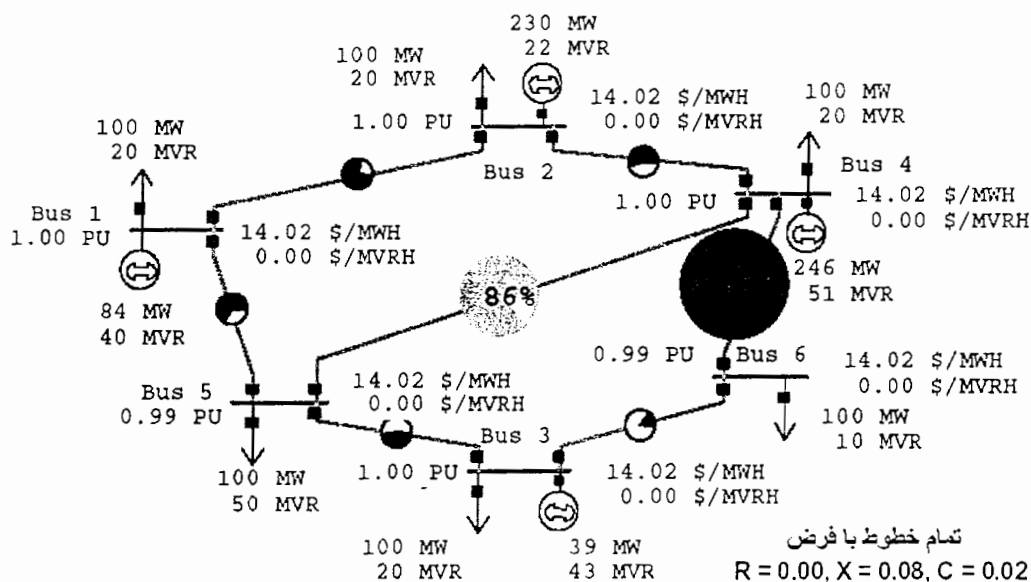 230 MW
22 MVR
100 MW
20 MVR
14.02 $/MWH
0.00 $/MVRH
1.00 PU
Bus 2
100 MW
20 MVR
100 MW
20 MVR
Bus 4
1.00 PU
14.02 $/MWH
0.00 $/MVRH
Bus 1
1.00 PU
14.02 $/MWH
0.00 $/MVRH
84 MW
40 MVR
86%
246 MW
51 MVR
0.99 PU
Bus 6
14.02 $/MWH
0.00 $/MVRH
Bus 5
0.99 PU
14.02 $/MWH
0.00 $/MVRH
100 MW
10 MVR
Bus 3
1.00 PU
14.02 $/MWH
0.00 $/MVRH
100 MW
50 MVR
100 MW
20 MVR
39 MW
43 MVR
تمام خطوط با فرض
R = 0.00, X = 0.08, C = 0.02